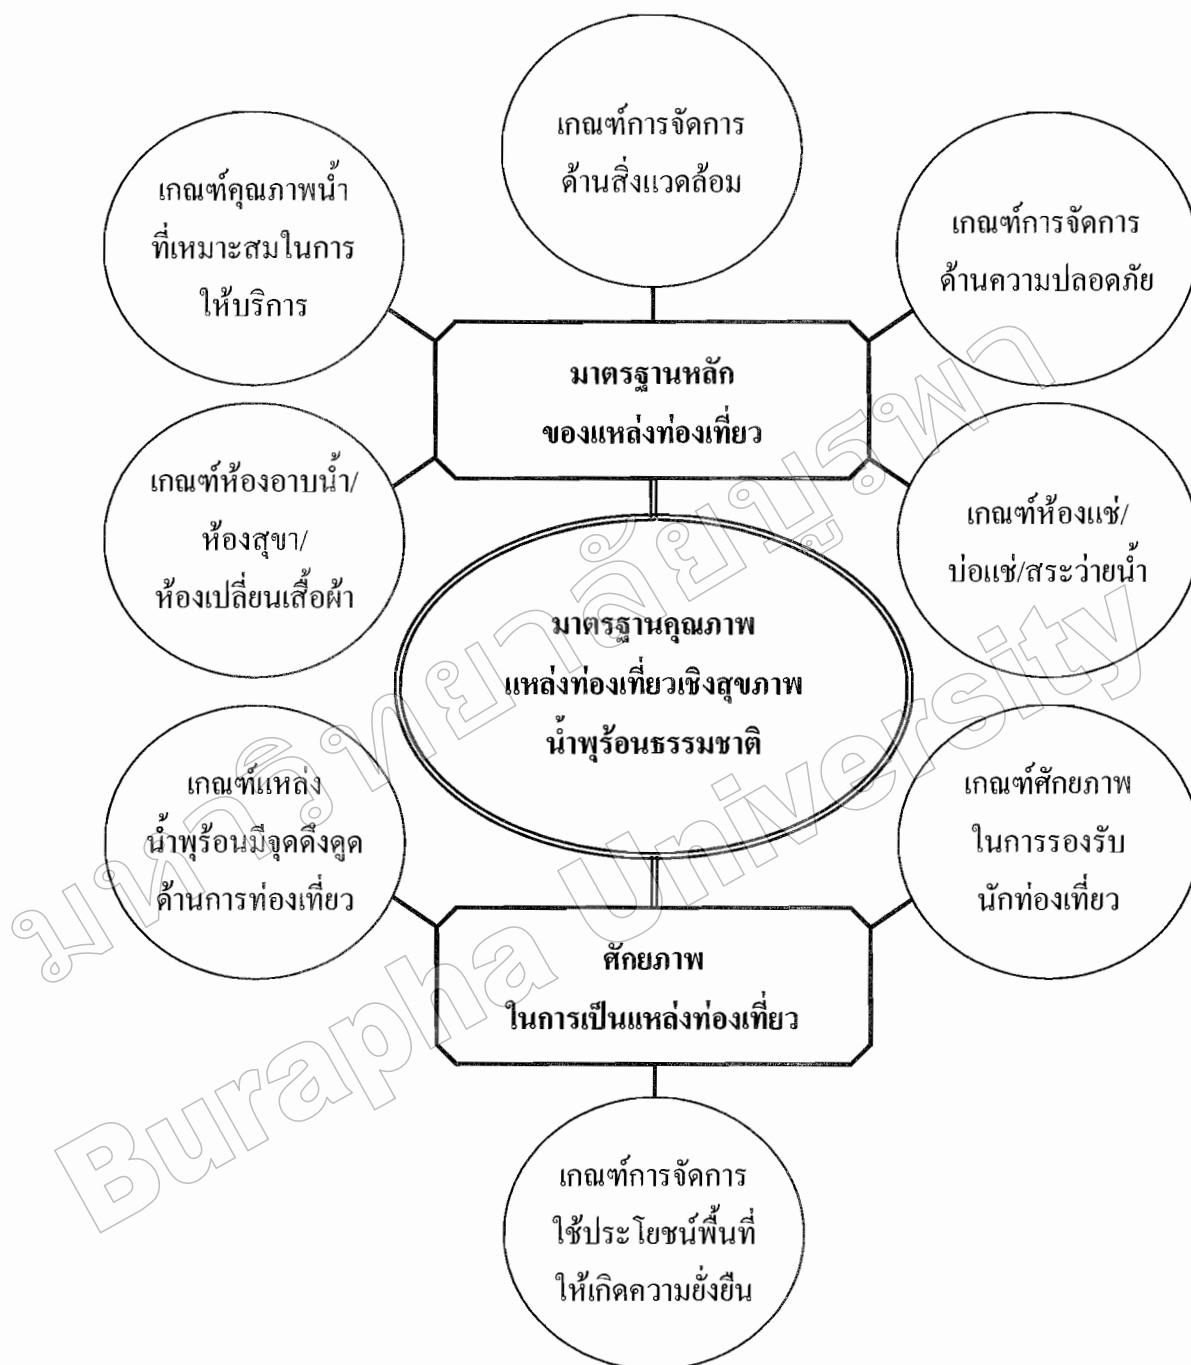 เกณฑ์การจัดการ
ด้านสิ่งแวดล้อม
เกณฑ์คุณภาพน้ำ
ที่เหมาะสมในการ
ให้บริการ
เกณฑ์การจัดการ
ด้านความปลอดภัย
มาตรฐานหลัก
ของแหล่งท่องเที่ยว
เกณฑ์ห้องอาบน้ำ/
ห้องสุขา/
ห้องเปลี่ยนเสื้อผ้า
เกณฑ์ห้องแช่/
บ่อแช่/สระว่ายน้ำ
มาตรฐานคุณภาพ
แหล่งท่องเที่ยวเชิงสุขภาพ
น้ำพุร้อนธรรมชาติ
เกณฑ์แหล่ง
น้ำพุร้อนมีจุดดึงดูด
ด้านการท่องเที่ยว
เกณฑ์ศักยภาพ
ในการรองรับ
นักท่องเที่ยว
ศักยภาพ
ในการเป็นแหล่งท่องเที่ยว
เกณฑ์การจัดการ
ใช้ประโยชน์พื้นที่
ให้เกิดความยั่งยืน
มหาวิทยาลัยบูรพา
Burapha University